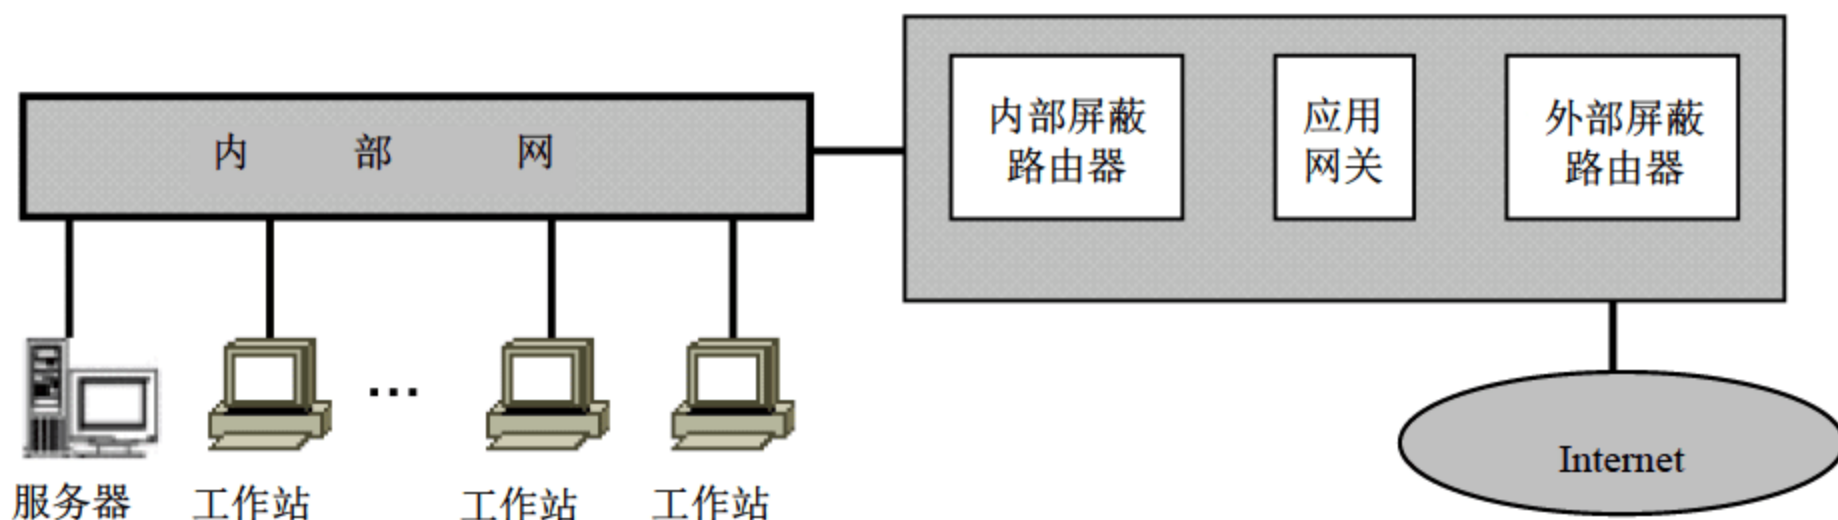 内部网
内部屏蔽
路由器
应用
网关
外部屏蔽
路由器
...
服务器
工作站
工作站
工作站
Internet